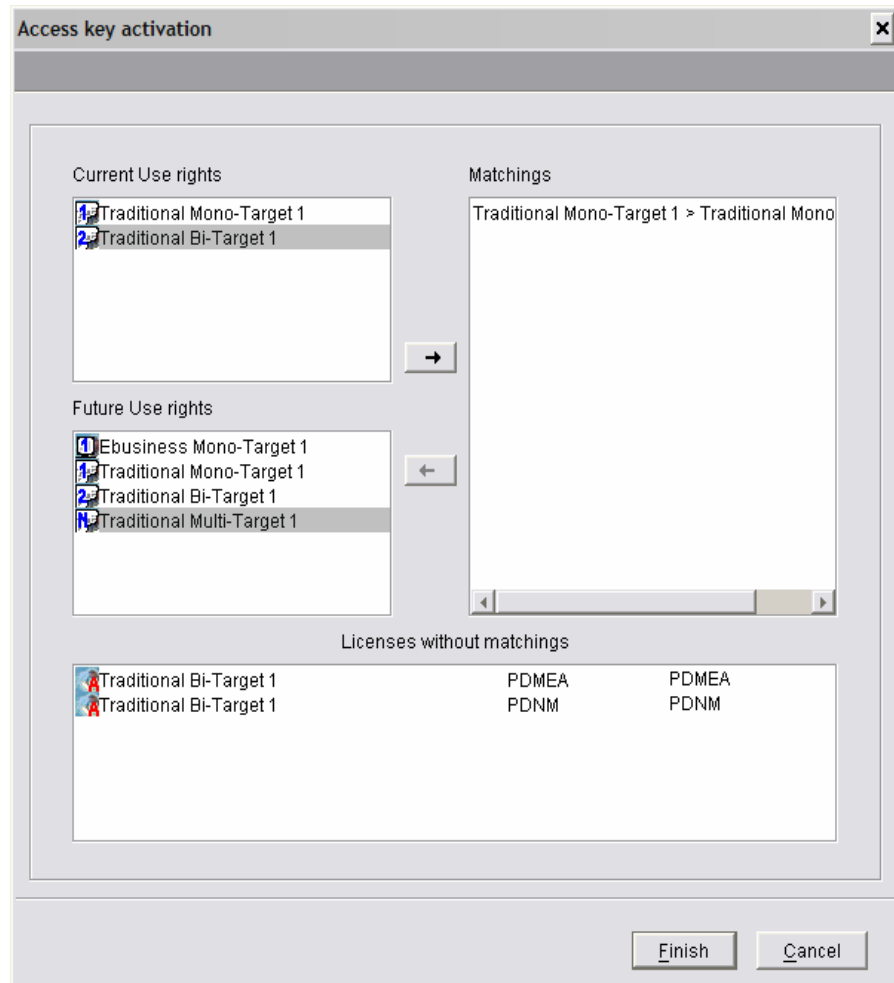 Access key activation
Current Use rights
Traditional Mono-Target 1
Traditional Bi-Target 1
Matchings
Traditional Mono-Target 1 > Traditional Mono
Future Use rights
Ebusiness Mono-Target 1
Traditional Mono-Target 1
Traditional Bi-Target 1
Traditional Multi-Target 1
Licenses without matchings
Traditional Bi-Target 1 PDMEA PDMEA
Traditional Bi-Target 1 PDNM PDNM
Finish Cancel